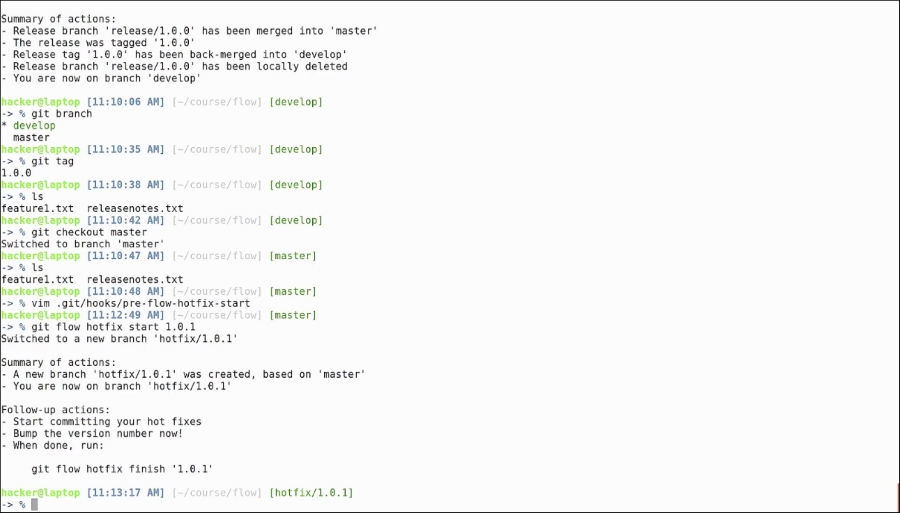 Summary of actions:
- Release branch 'release/1.0.0' has been merged into 'master'
- The release was tagged '1.0.0'
- Release tag '1.0.0' has been back-merged into 'develop'
- Release branch 'release/1.0.0' has been locally deleted
- You are now on branch 'develop'
hacker@laptop [11:10:06 AM] [~/course/flow] [develop]
-> % git branch
* develop
  master
hacker@laptop [11:10:35 AM] [~/course/flow] [develop]
-> % git tag
1.0.0
hacker@laptop [11:10:38 AM] [~/course/flow] [develop]
-> % ls
feature1.txt  releasenotes.txt
hacker@laptop [11:10:42 AM] [~/course/flow] [develop]
-> % git checkout master
Switched to branch 'master'
hacker@laptop [11:10:47 AM] [~/course/flow] [master]
-> % ls
feature1.txt  releasenotes.txt
hacker@laptop [11:10:48 AM] [~/course/flow] [master]
-> % vim .git/hooks/pre-flow-hotfix-start
hacker@laptop [11:12:49 AM] [~/course/flow] [master]
-> % git flow hotfix start 1.0.1
Switched to a new branch 'hotfix/1.0.1'
Summary of actions:
- A new branch 'hotfix/1.0.1' was created, based on 'master'
- You are now on branch 'hotfix/1.0.1'
Follow-up actions:
- Start committing your hot fixes
- Bump the version number now!
- When done, run:
     git flow hotfix finish '1.0.1'
hacker@laptop [11:13:17 AM] [~/course/flow] [hotfix/1.0.1]
-> %